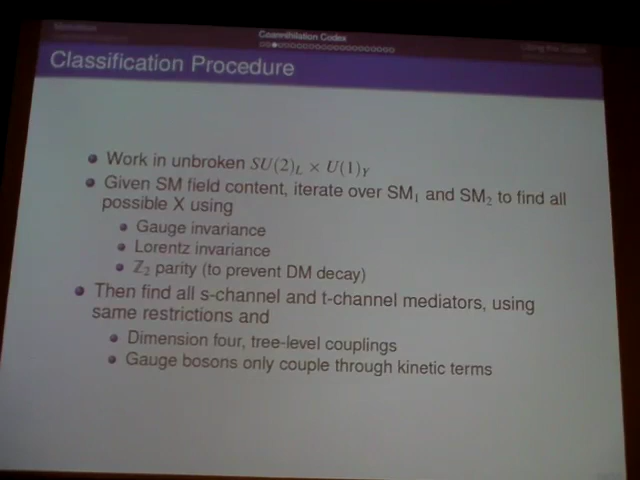 Coannihilation Codex
Classification Procedure
Work in unbroken SU(2)_L × U(1)_Y
Given SM field content, iterate over SM₁ and SM₂ to find all
possible X using
Gauge invariance
Lorentz invariance
ℤ₂ parity (to prevent DM decay)
Then find all s-channel and t-channel mediators, using
same restrictions and
Dimension four, tree-level couplings
Gauge bosons only couple through kinetic terms